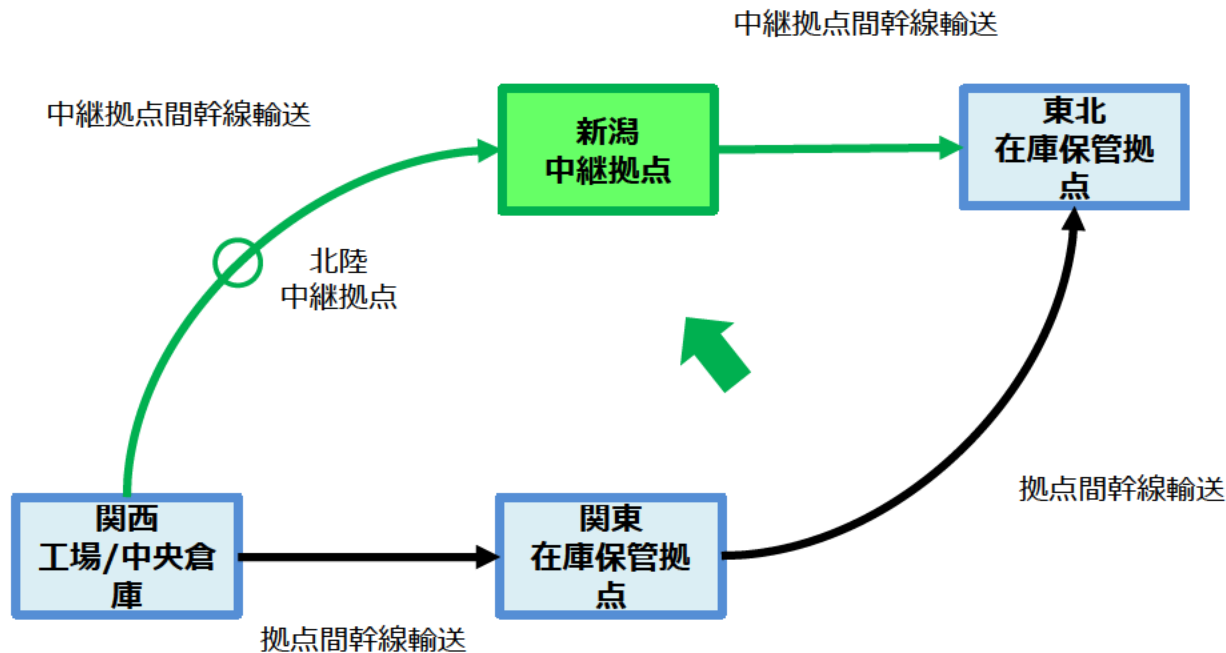 中継拠点間幹線輸送
中継拠点間幹線輸送
新潟
中継拠点
東北
在庫保管拠
点
北陸
中継拠点
拠点間幹線輸送
関西
工場/中央倉
庫
関東
在庫保管拠
点
拠点間幹線輸送